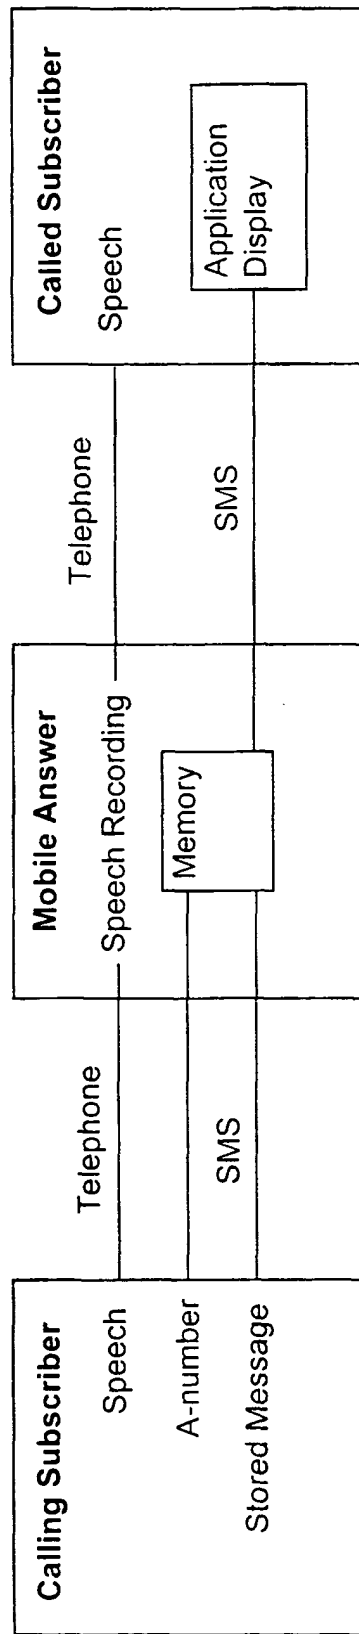 Calling Subscriber
Speech
A-number
Stored Message
Telephone
SMS
Mobile Answer
Speech Recording
Memory
Telephone
SMS
Called Subscriber
Speech
Application
Display